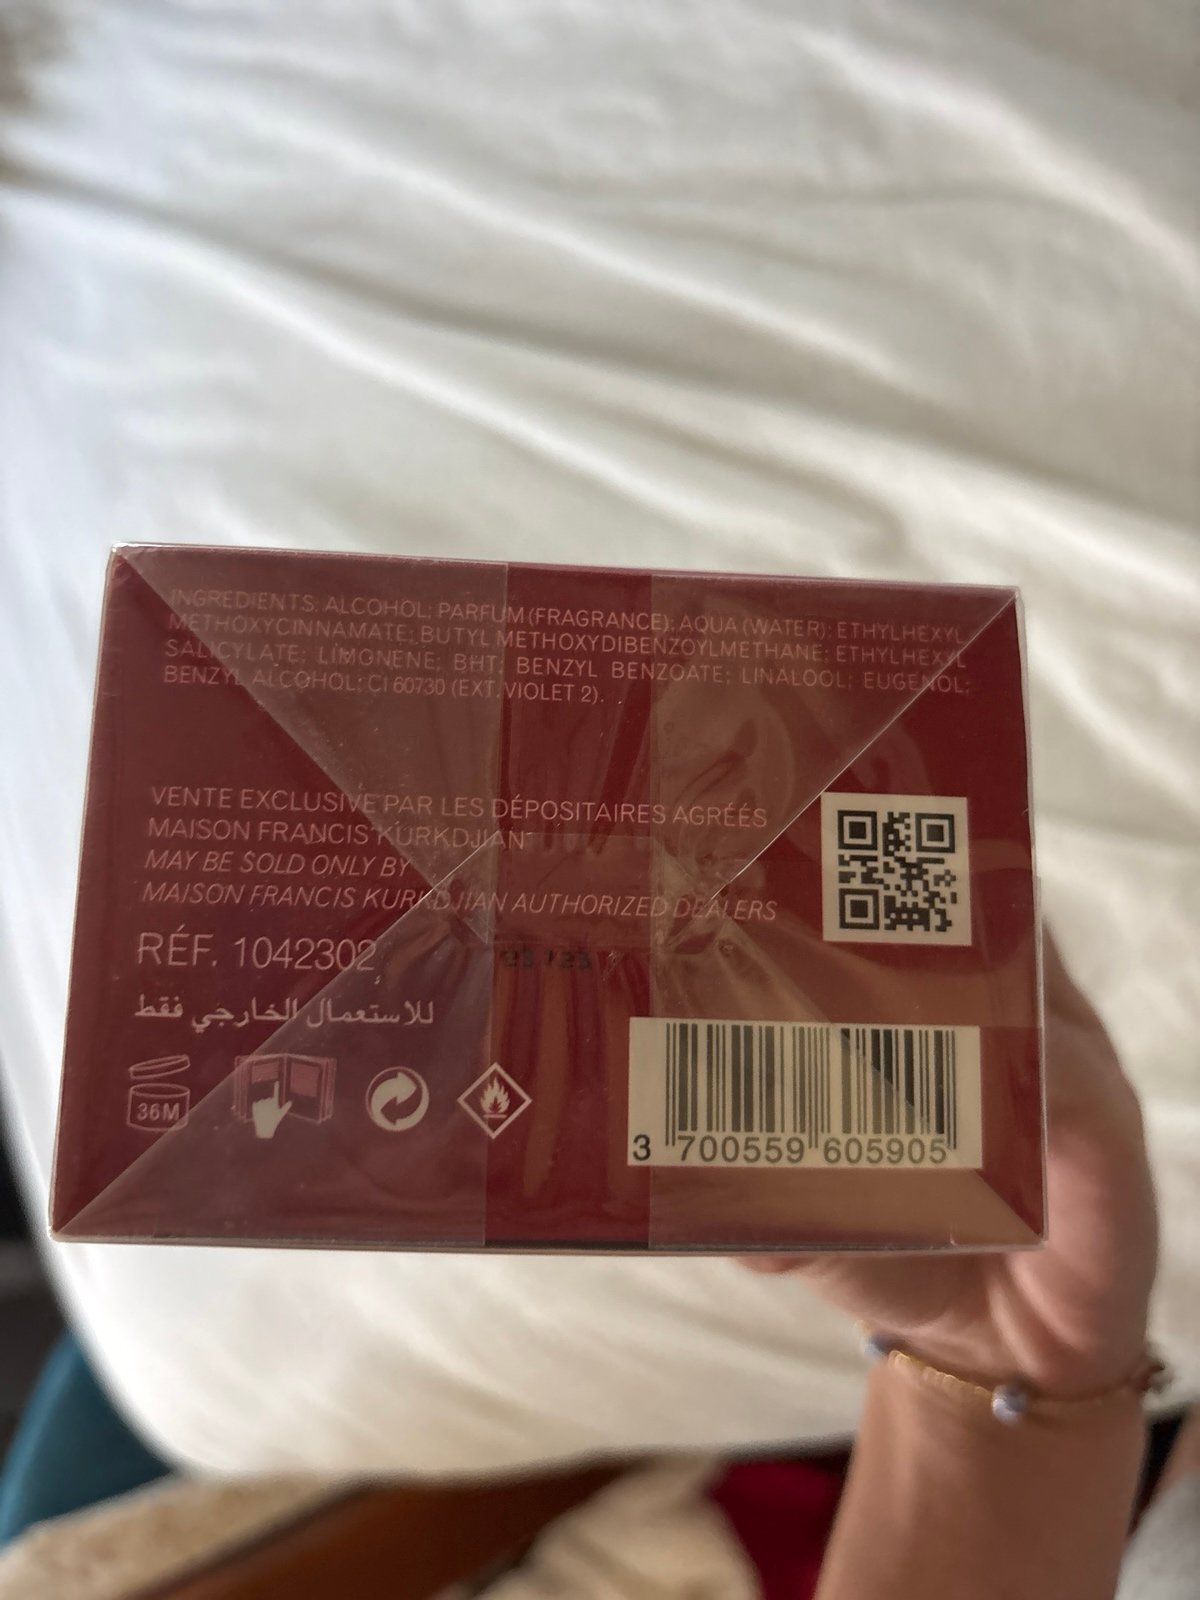 INGREDIENTS: ALCOHOL; PARFUM (FRAGRANCE); AQUA (WATER); ETHYLHEXYL
METHOXYCINNAMATE; BUTYL METHOXYDIBENZOYLMETHANE; ETHYLHEXYL
SALICYLATE; LIMONENE; BHT; BENZYL BENZOATE; LINALOOL; EUGENOL;
BENZYL ALCOHOL; CI 60730 (EXT. VIOLET 2).
VENTE EXCLUSIVE PAR LES DÉPOSITAIRES AGRÉÉS
MAISON FRANCIS KURKDJIAN
MAY BE SOLD ONLY BY
MAISON FRANCIS KURKDJIAN AUTHORIZED DEALERS
RÉF. 1042302
للاستعمال الخارجي فقط
36M
3 700559 605905